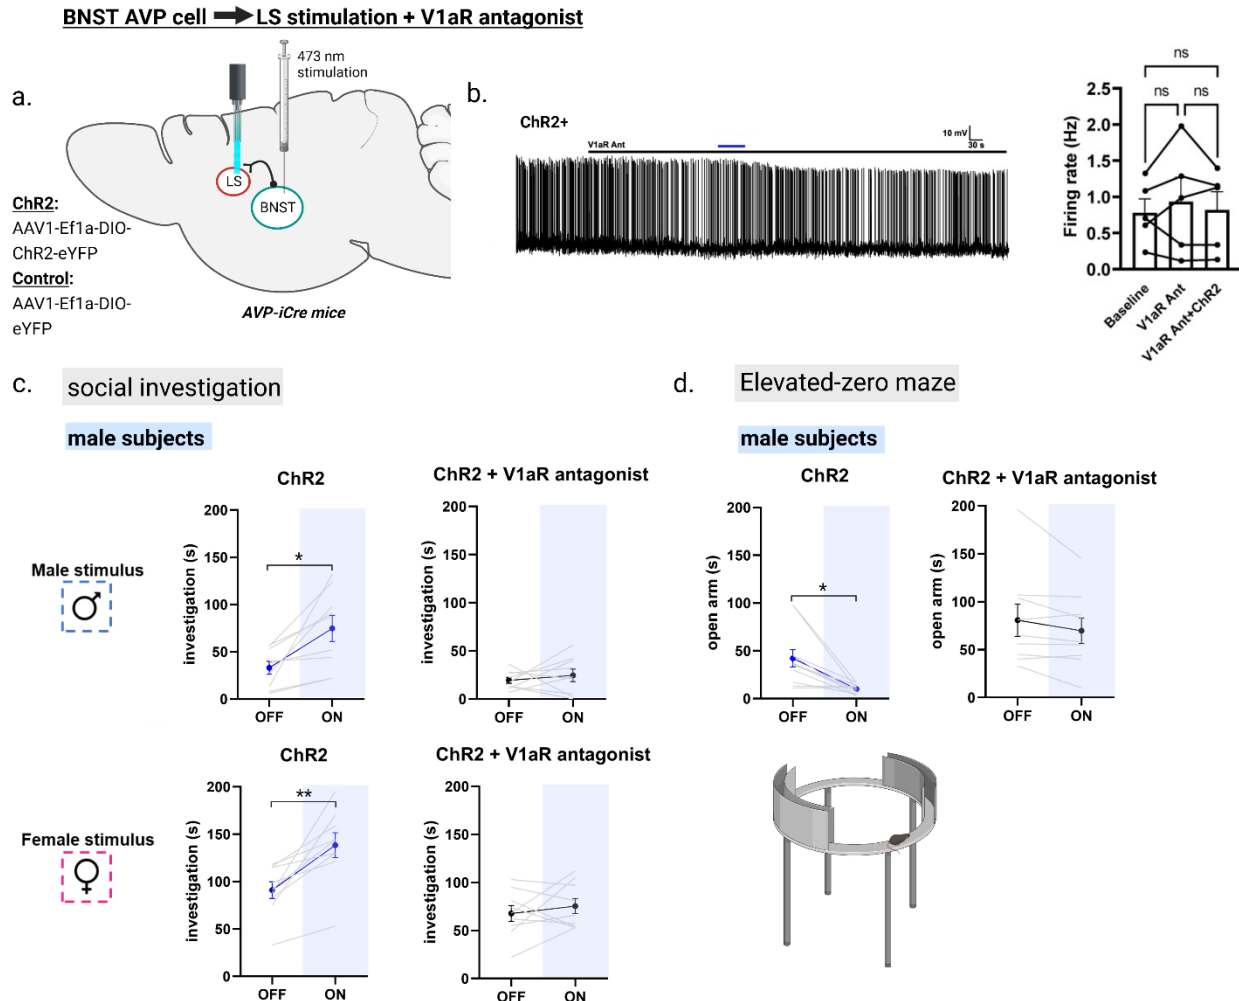 BNST AVP cell LS stimulation + V1aR antagonist
a.
473 nm
stimulation
LS
BNST
ChR2:
AAV1-Ef1a-DIO-
ChR2-eYFP
Control:
AAV1-Ef1a-DIO-
eYFP
AVP-iCre mice
b.
ChR2+
V1aR Ant
10 mV
30 s
ns
ns
ns
Firing rate (Hz)
2.5
2.0
1.5
1.0
0.5
0.0
Baseline
V1aR Ant
V1aR Ant+ChR2
c.
social investigation
male subjects
Male stimulus
ChR2
investigation (s)
200
150
100
50
0
*
OFF
ON
ChR2 + V1aR antagonist
investigation (s)
200
150
100
50
0
OFF
ON
Female stimulus
ChR2
investigation (s)
200
150
100
50
0
**
OFF
ON
ChR2 + V1aR antagonist
investigation (s)
200
150
100
50
0
OFF
ON
d.
Elevated-zero maze
male subjects
ChR2
open arm (s)
200
150
100
50
0
*
OFF
ON
ChR2 + V1aR antagonist
open arm (s)
200
150
100
50
0
OFF
ON